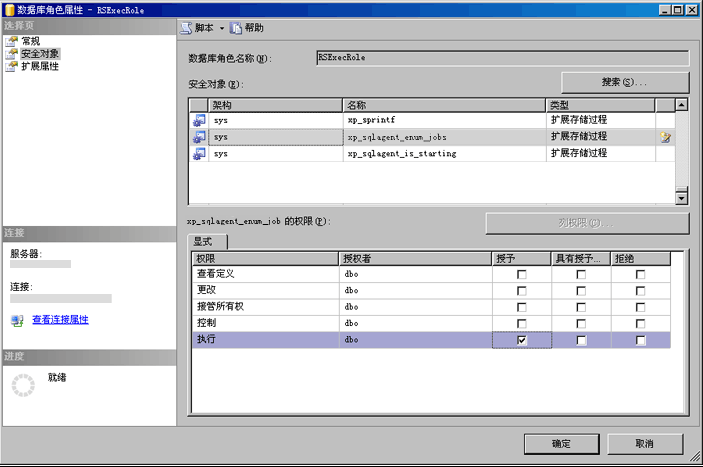 数据库角色属性 - RSExecRole
选择页
常规
安全对象
扩展属性
脚本
帮助
数据库角色名称(N):
RSExecRole
安全对象(E):
搜索(S)...
架构 名称 类型
sys xp_sprintf 扩展存储过程
sys xp_sqlagent_enum_jobs 扩展存储过程
sys xp_sqlagent_is_starting 扩展存储过程
xp_sqlagent_enum_job 的权限(P):
列权限(C)...
显式
权限 授权者 授予 具有授予... 拒绝
查看定义 dbo
更改 dbo
接管所有权 dbo
控制 dbo
执行 dbo
连接
服务器:
连接:
查看连接属性
进度
就绪
确定
取消